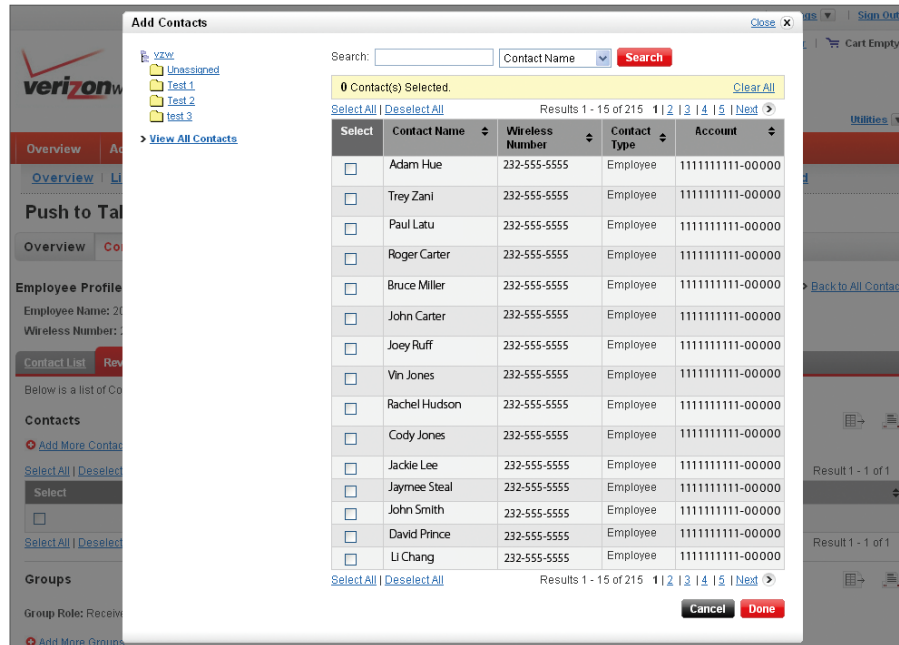 Add Contacts
Close
Sign Out
Cart Empty
verizon
Utilities
Overview
Overview
Push to Tal
Overview
Employee Profile
Back to All Contac
Employee Name: 20
Wireless Number:
Contact List
Rev
Below is a list of Co
Contacts
Add More Contac
Select All | Deselect
Result 1 - 1 of 1
Select
Select All | Deselect
Result 1 - 1 of 1
Groups
Group Role: Receive
Add More Groups
vzw
Unassigned
Test 1
Test 2
test 3
View All Contacts
Search: Contact Name Search
0 Contact(s) Selected. Clear All
Select All | Deselect All Results 1 - 15 of 215 1 | 2 | 3 | 4 | 5 | Next
Select Contact Name Wireless Number Contact Type Account
Adam Hue 232-555-5555 Employee 1111111111-00000
Trey Zani 232-555-5555 Employee 1111111111-00000
Paul Latu 232-555-5555 Employee 1111111111-00000
Roger Carter 232-555-5555 Employee 1111111111-00000
Bruce Miller 232-555-5555 Employee 1111111111-00000
John Carter 232-555-5555 Employee 1111111111-00000
Joey Ruff 232-555-5555 Employee 1111111111-00000
Vin Jones 232-555-5555 Employee 1111111111-00000
Rachel Hudson 232-555-5555 Employee 1111111111-00000
Cody Jones 232-555-5555 Employee 1111111111-00000
Jackie Lee 232-555-5555 Employee 1111111111-00000
Jaymee Steal 232-555-5555 Employee 1111111111-00000
John Smith 232-555-5555 Employee 1111111111-00000
David Prince 232-555-5555 Employee 1111111111-00000
Li Chang 232-555-5555 Employee 1111111111-00000
Select All | Deselect All Results 1 - 15 of 215 1 | 2 | 3 | 4 | 5 | Next
Cancel Done